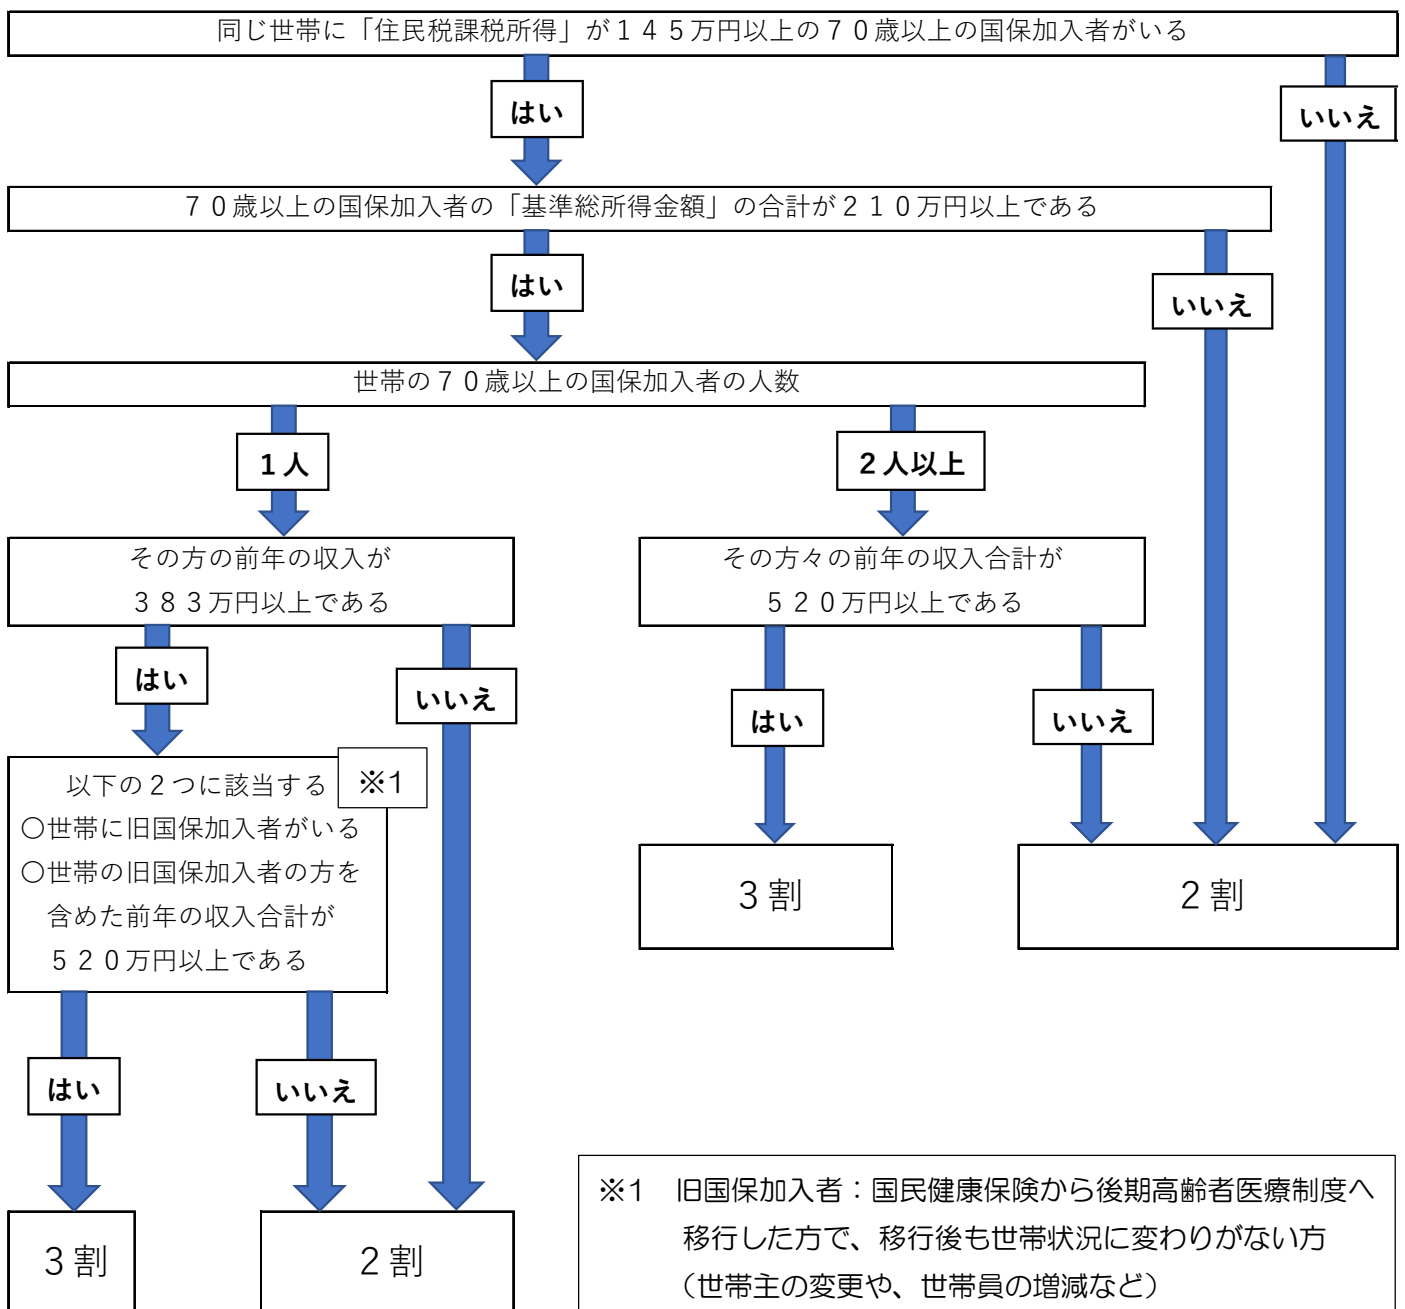 同じ世帯に「住民税課税所得」が１４５万円以上の７０歳以上の国保加入者がいる
はい
いいえ
７０歳以上の国保加入者の「基準総所得金額」の合計が２１０万円以上である
はい
いいえ
世帯の７０歳以上の国保加入者の人数
１人
２人以上
その方の前年の収入が
３８３万円以上である
その方々の前年の収入合計が
５２０万円以上である
はい
いいえ
はい
いいえ
以下の２つに該当する
※1
〇世帯に旧国保加入者がいる
〇世帯の旧国保加入者の方を
含めた前年の収入合計が
５２０万円以上である
３割
２割
はい
いいえ
３割
２割
※1　旧国保加入者：国民健康保険から後期高齢者医療制度へ
移行した方で、移行後も世帯状況に変わりがない方
（世帯主の変更や、世帯員の増減など）